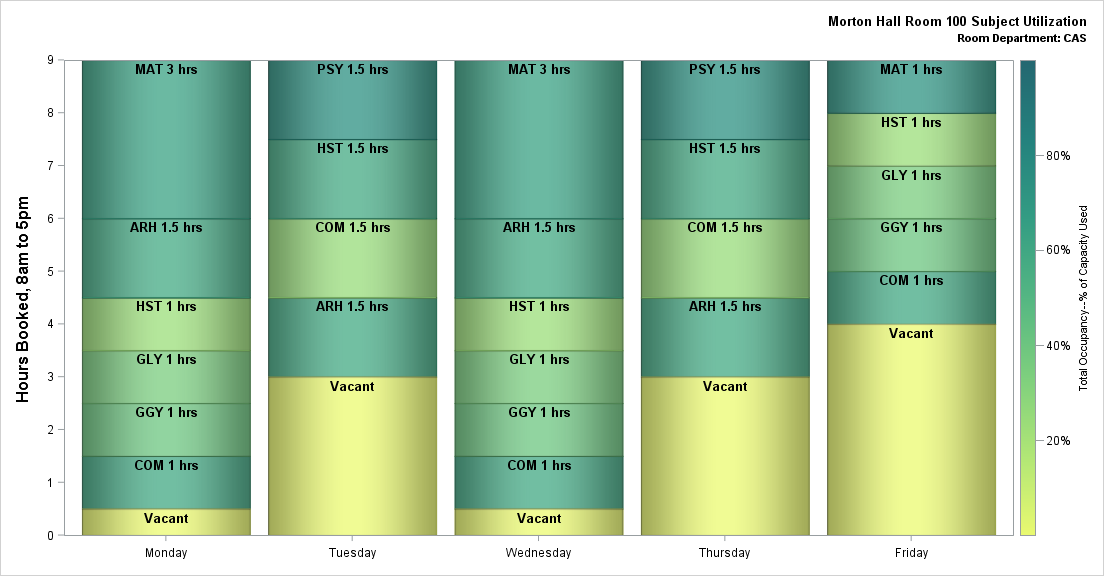 Morton Hall Room 100 Subject Utilization
Room Department: CAS
Hours Booked, 8am to 5pm
9
8
7
6
5
4
3
2
1
0
MAT 3 hrs
ARH 1.5 hrs
HST 1 hrs
GLY 1 hrs
GGY 1 hrs
COM 1 hrs
Vacant
PSY 1.5 hrs
HST 1.5 hrs
COM 1.5 hrs
ARH 1.5 hrs
Vacant
MAT 3 hrs
ARH 1.5 hrs
HST 1 hrs
GLY 1 hrs
GGY 1 hrs
COM 1 hrs
Vacant
PSY 1.5 hrs
HST 1.5 hrs
COM 1.5 hrs
ARH 1.5 hrs
Vacant
MAT 1 hrs
HST 1 hrs
GLY 1 hrs
GGY 1 hrs
COM 1 hrs
Vacant
Monday
Tuesday
Wednesday
Thursday
Friday
80%
60%
40%
20%
Total Occupancy--% of Capacity Used